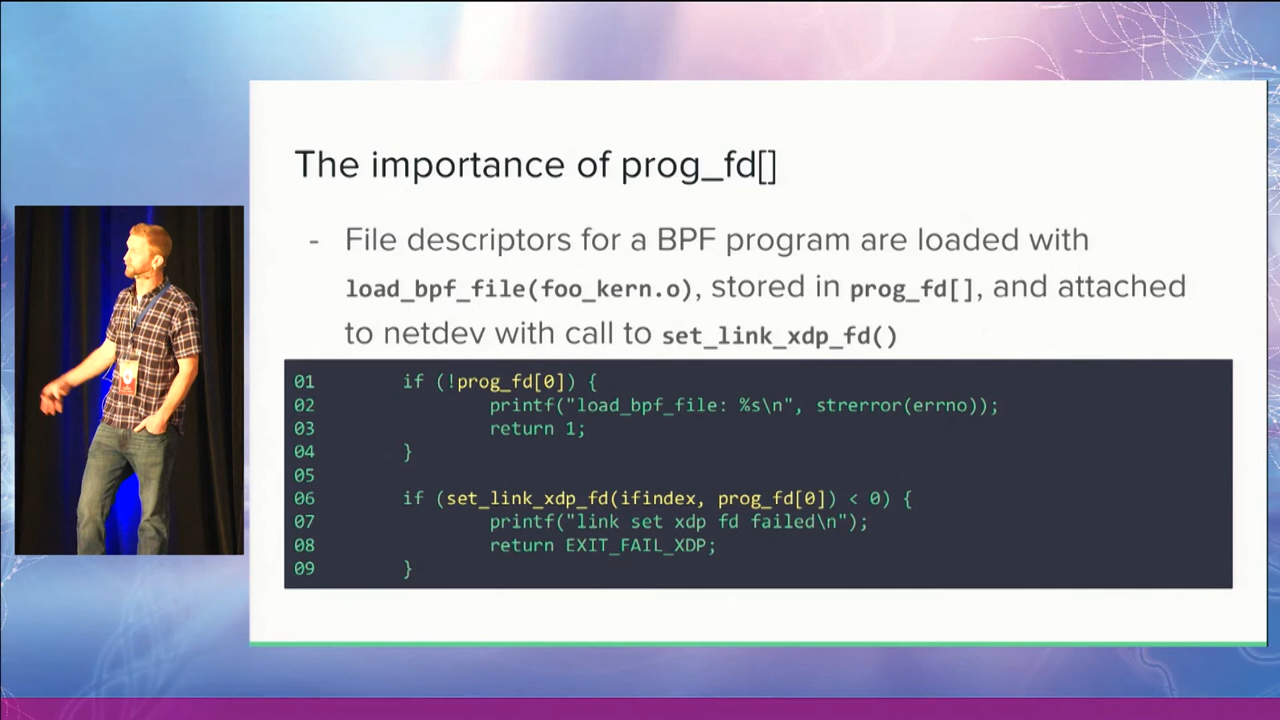 The importance of prog_fd[]
- File descriptors for a BPF program are loaded with
load_bpf_file(foo_kern.o), stored in prog_fd[], and attached
to netdev with call to set_link_xdp_fd()
01 if (!prog_fd[0]) {
02 printf("load_bpf_file: %s\n", strerror(errno));
03 return 1;
04 }
05
06 if (set_link_xdp_fd(ifindex, prog_fd[0]) < 0) {
07 printf("link set xdp fd failed\n");
08 return EXIT_FAIL_XDP;
09 }